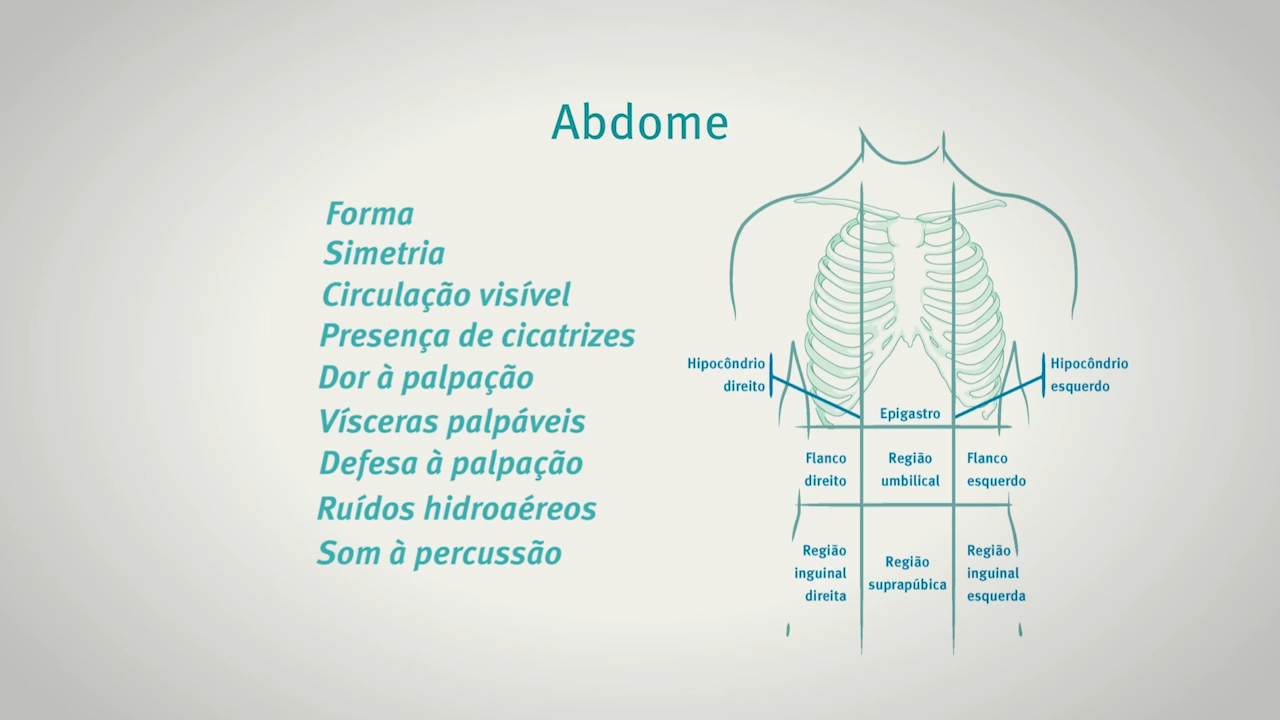 Abdome
Forma
Simetria
Circulação visível
Presença de cicatrizes
Dor à palpação
Vísceras palpáveis
Defesa à palpação
Ruídos hidroaéreos
Som à percussão
Hipocôndrio
direito
Hipocôndrio
esquerdo
Epigastro
Flanco
direito
Região
umbilical
Flanco
esquerdo
Região
inguinal
direita
Região
suprapúbica
Região
inguinal
esquerda